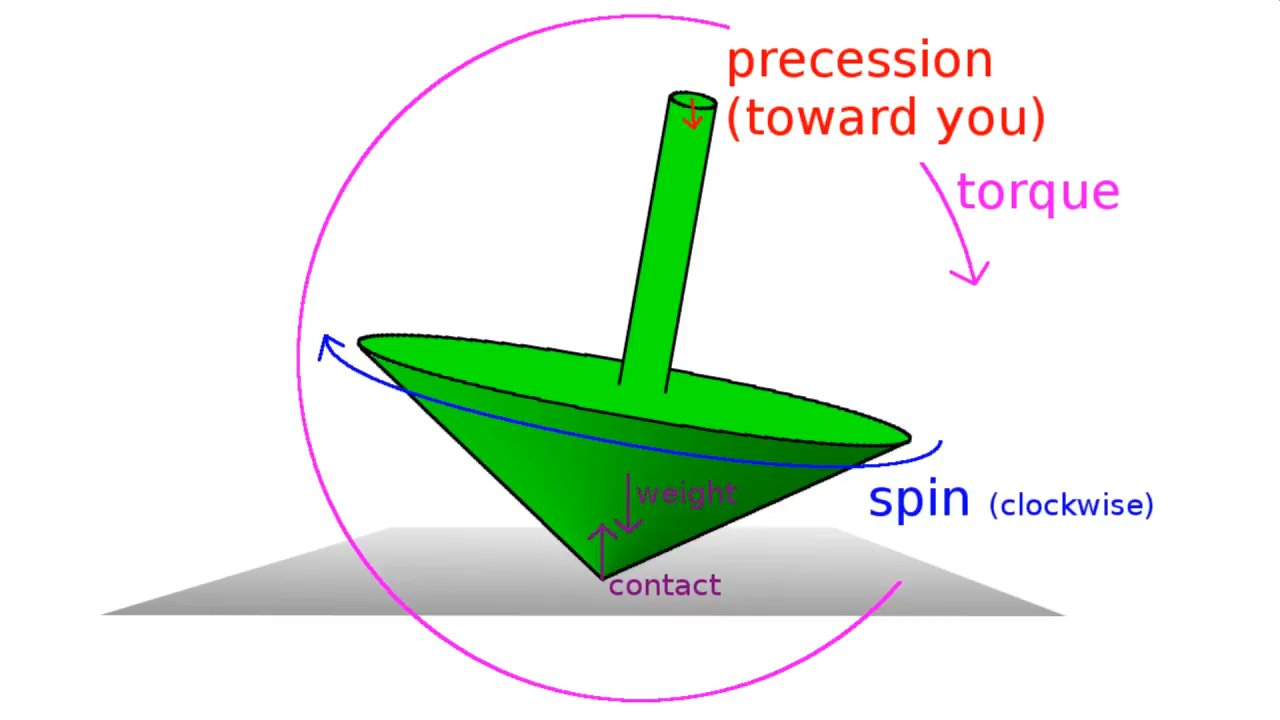 precession
(toward you)
torque
weight
spin (clockwise)
contact